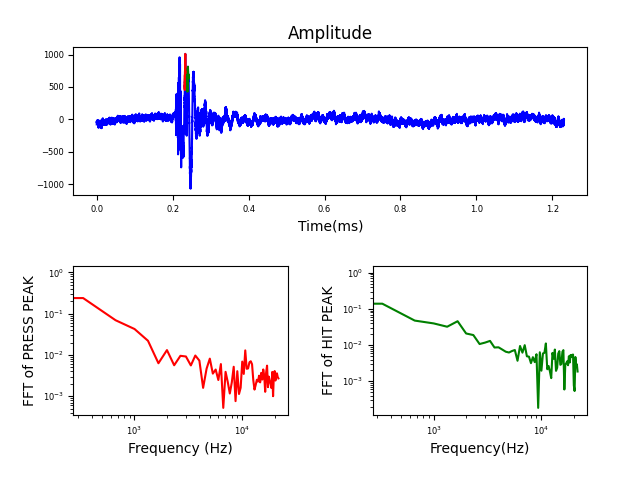 Amplitude
1000
500
0
−500
−1000
0.0 0.2 0.4 0.6 0.8 1.0 1.2
Time(ms)
FFT of PRESS PEAK
10⁰
10⁻¹
10⁻²
10⁻³
10³ 10⁴
Frequency (Hz)
FFT of HIT PEAK
10⁰
10⁻¹
10⁻²
10⁻³
10³ 10⁴
Frequency(Hz)